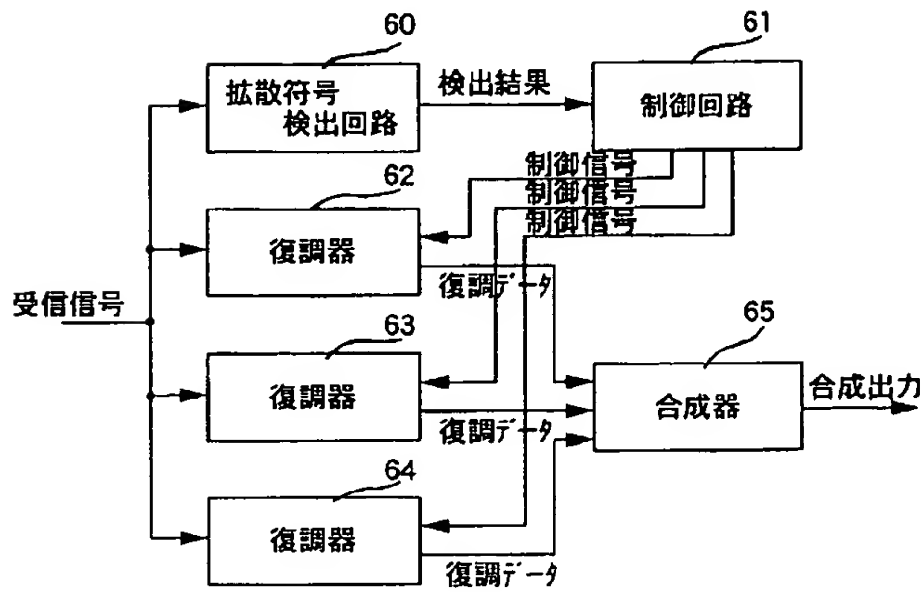 60
61
拡散符号
検出回路
検出結果
制御回路
制御信号
制御信号
制御信号
62
復調器
復調データ
受信信号
63
復調器
復調データ
65
合成器
合成出力
64
復調器
復調データ